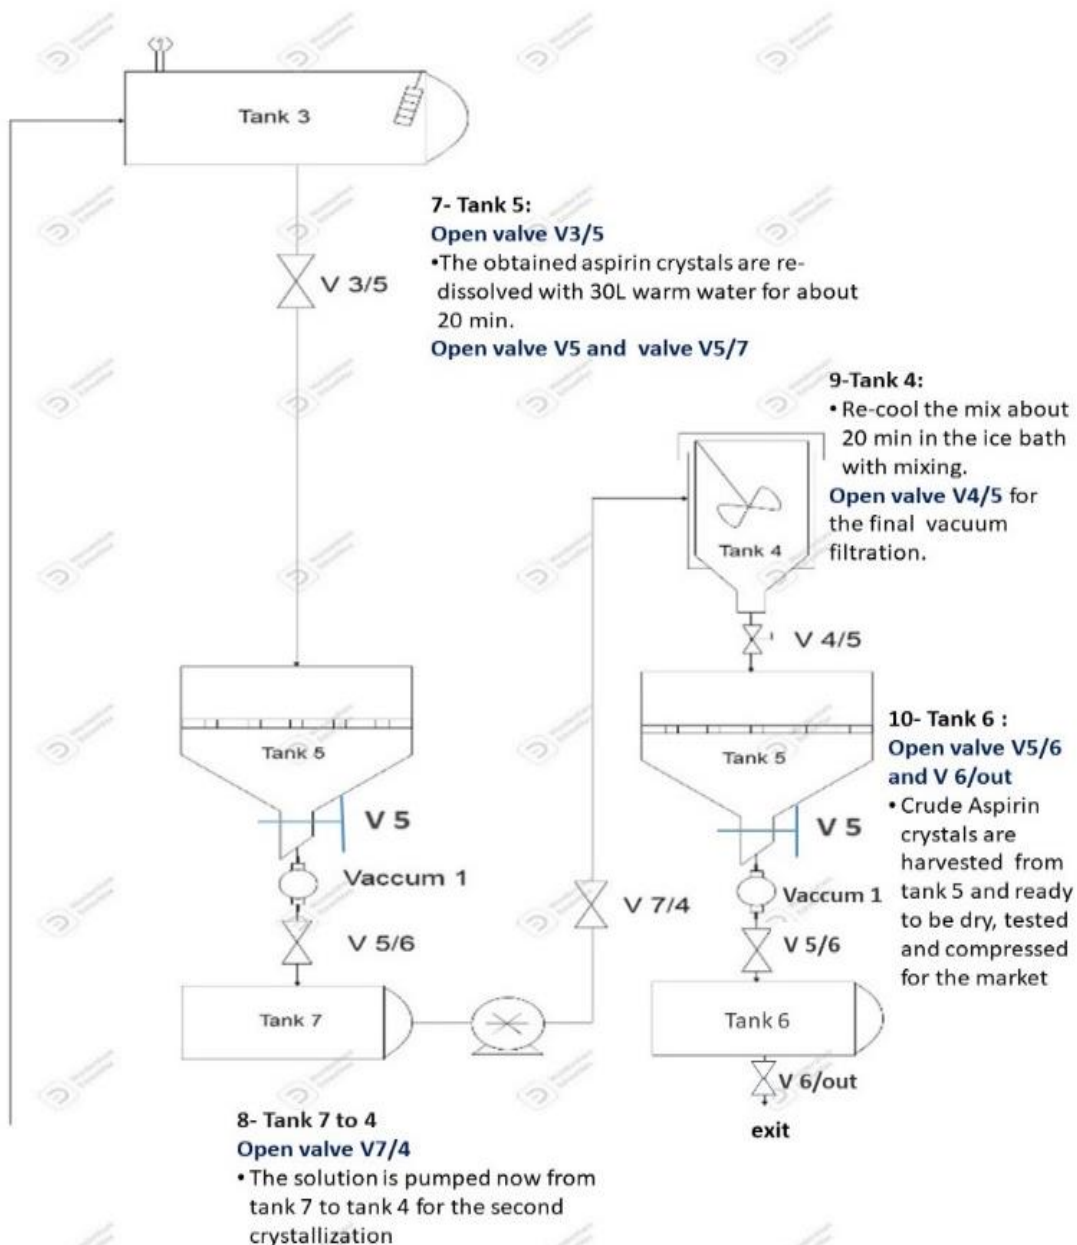 Tank 3
7- Tank 5:
Open valve V3/5
•The obtained aspirin crystals are re-
dissolved with 30L warm water for about
20 min.
Open valve V5 and valve V5/7
V 3/5
9-Tank 4:
• Re-cool the mix about
20 min in the ice bath
with mixing.
Open valve V4/5 for
the final vacuum
filtration.
Tank 4
V 4/5
Tank 5
V 5
Vaccum 1
V 5/6
Tank 7
V 7/4
Tank 5
V 5
Vaccum 1
V 5/6
Tank 6
V 6/out
exit
10- Tank 6 :
Open valve V5/6
and V 6/out
• Crude Aspirin
crystals are
harvested from
tank 5 and ready
to be dry, tested
and compressed
for the market
8- Tank 7 to 4
Open valve V7/4
• The solution is pumped now from
tank 7 to tank 4 for the second
crystallization